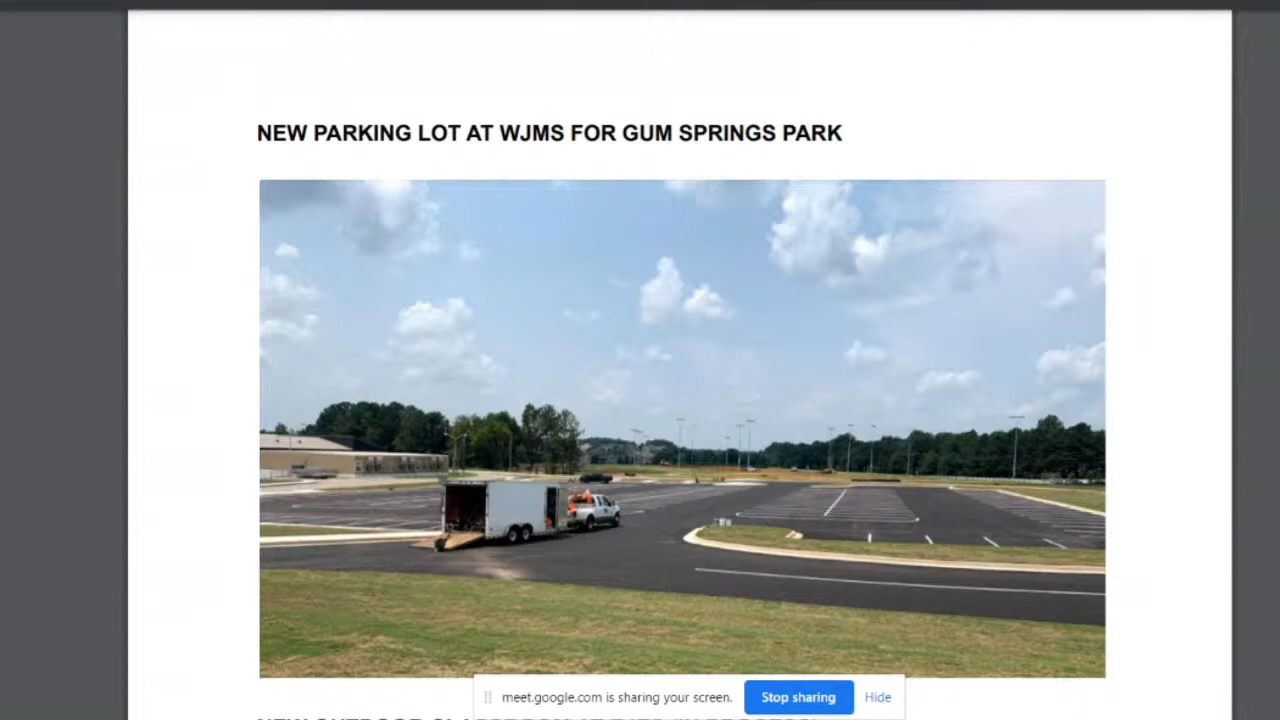 NEW PARKING LOT AT WJMS FOR GUM SPRINGS PARK
meet.google.com is sharing your screen. Stop sharing Hide